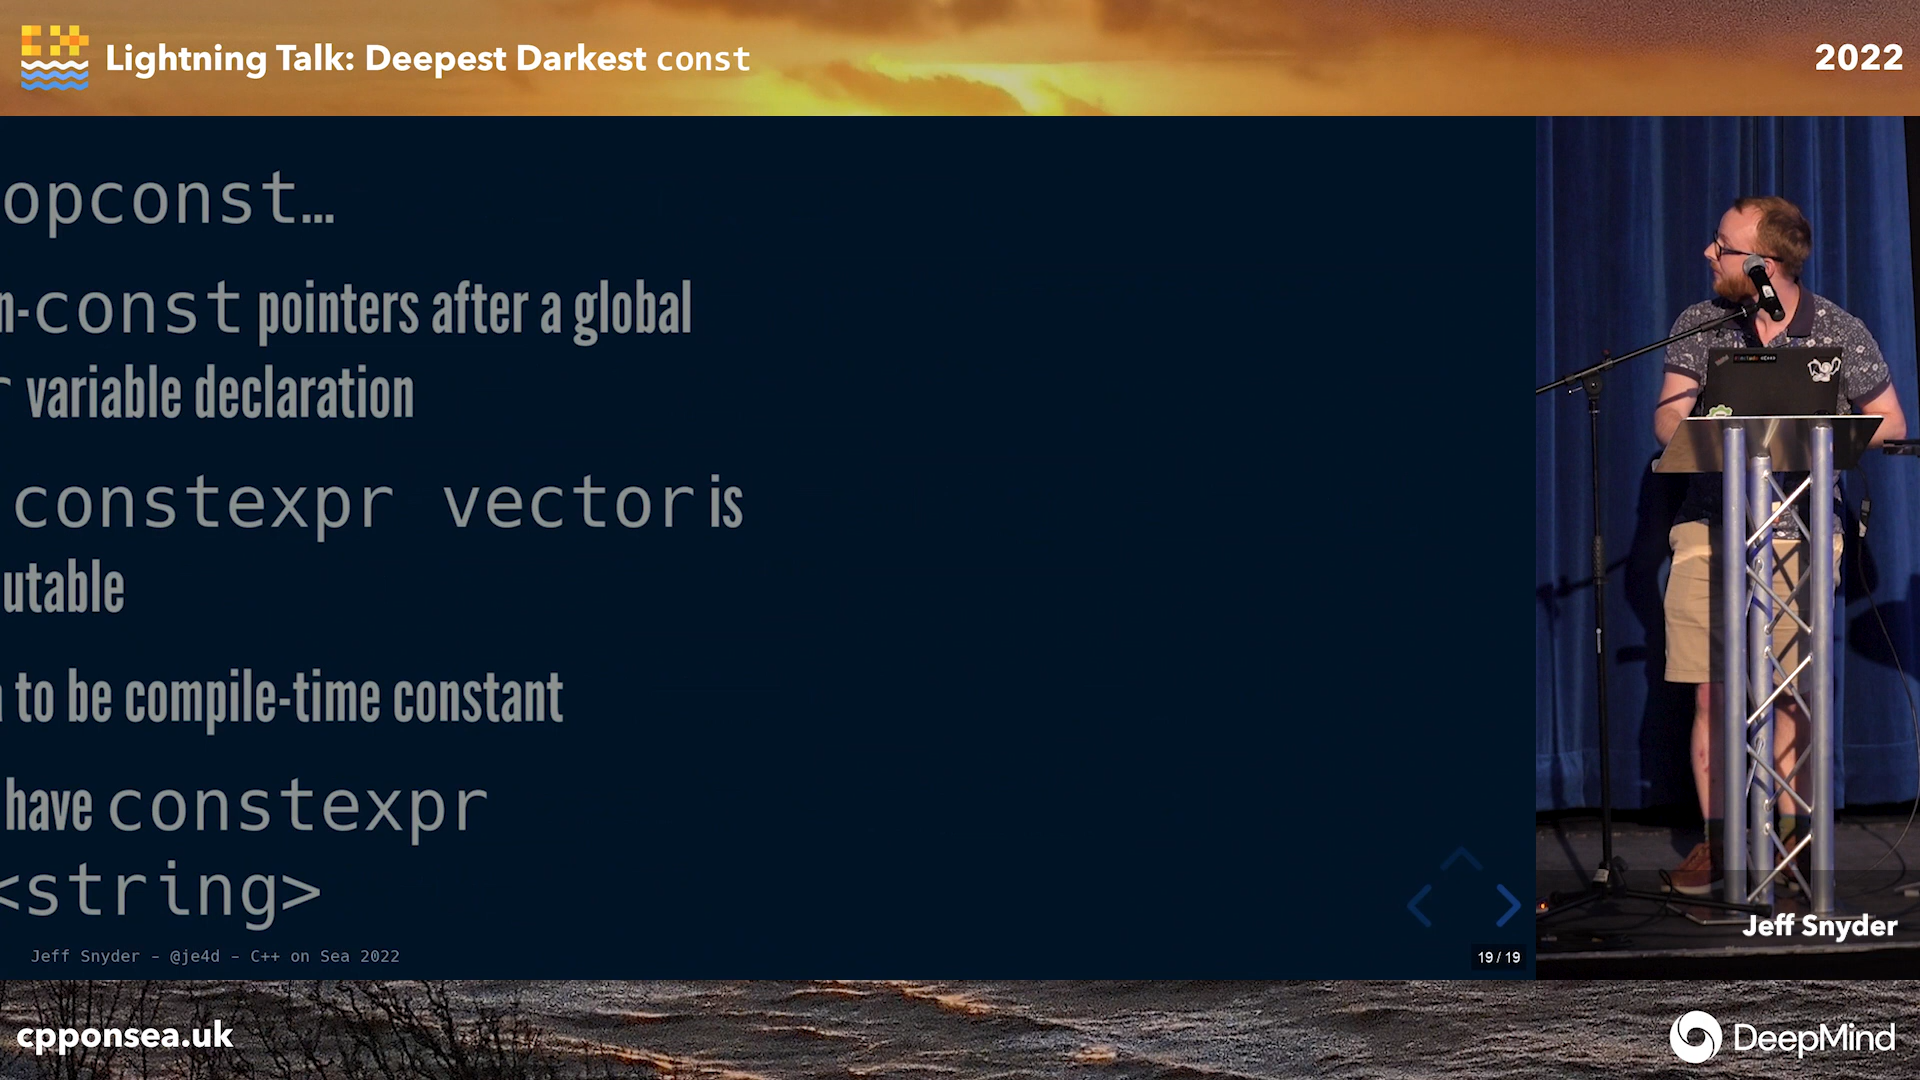 Lightning Talk: Deepest Darkest const
2022
opconst…
n-const pointers after a global
r variable declaration
constexpr vector is
utable
to be compile-time constant
have constexpr
<string>
Jeff Snyder - @je4d - C++ on Sea 2022
19 / 19
Jeff Snyder
cpponsea.uk
DeepMind